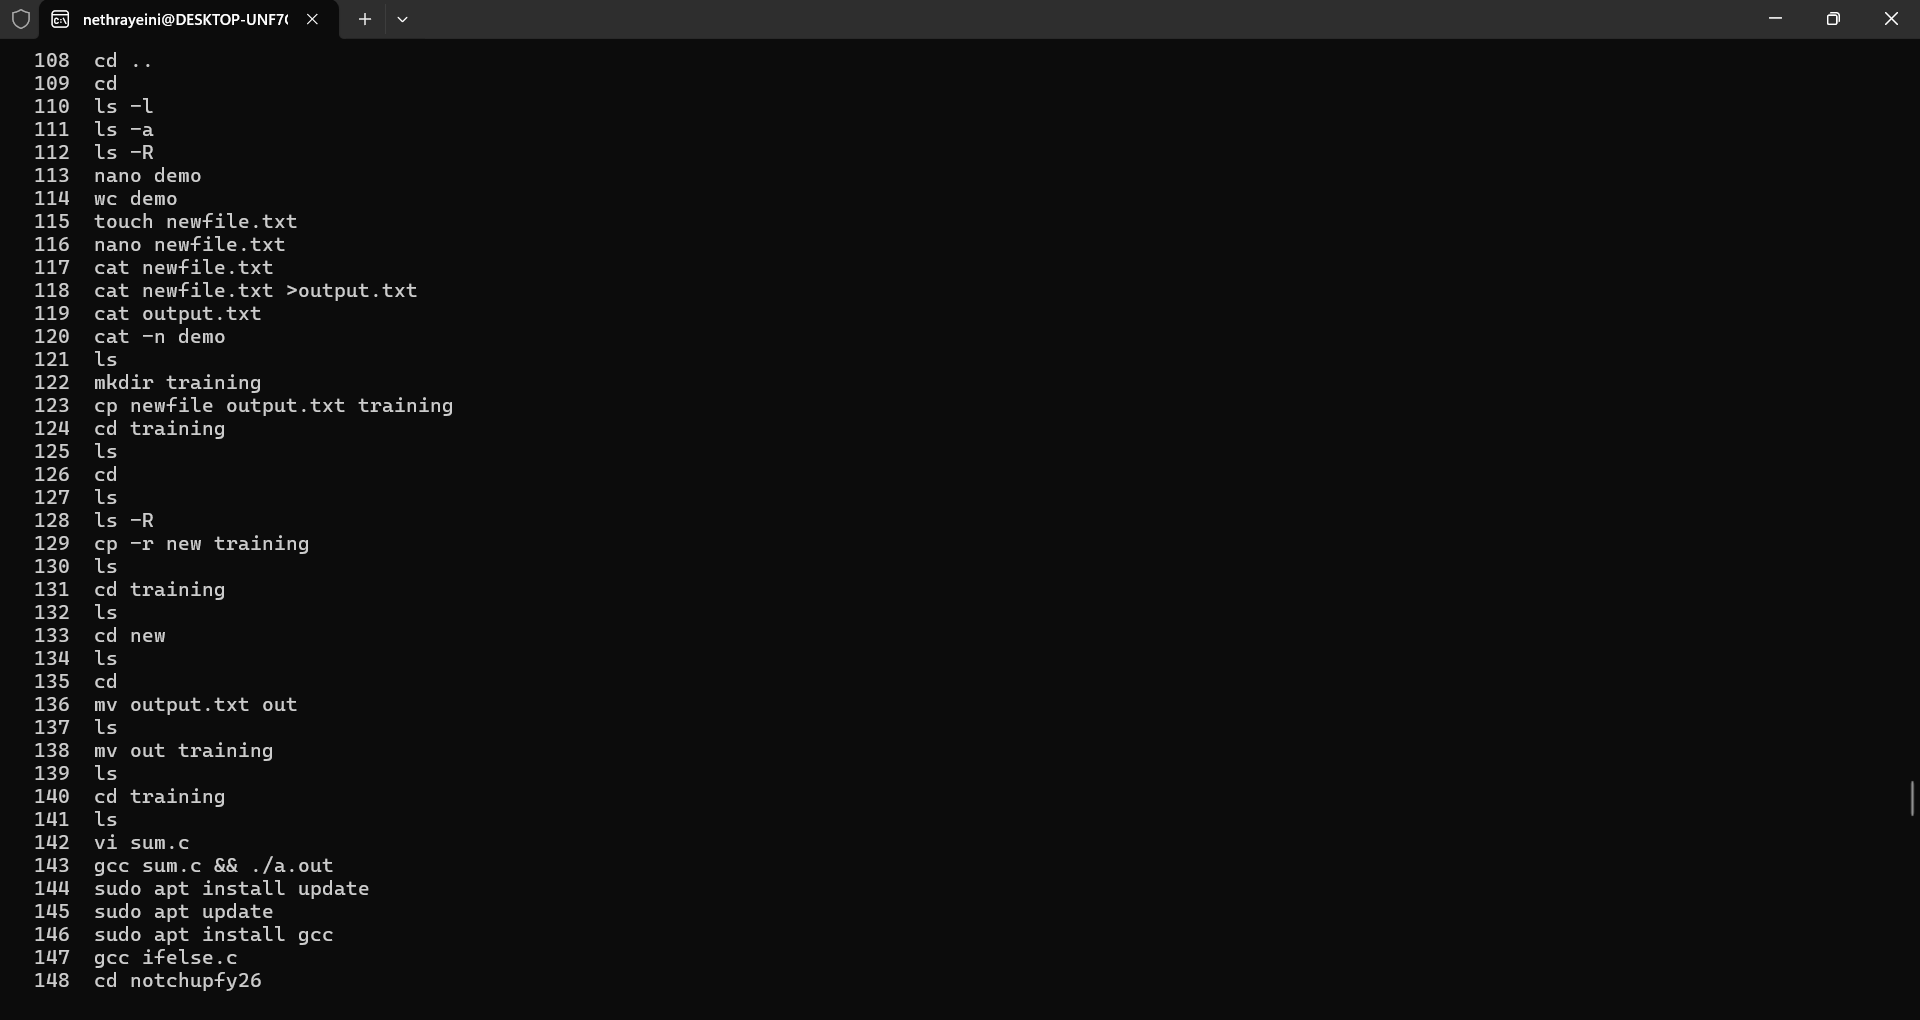 nethrayeini@DESKTOP-UNF7
108 cd ..
109 cd
110 ls -l
111 ls -a
112 ls -R
113 nano demo
114 wc demo
115 touch newfile.txt
116 nano newfile.txt
117 cat newfile.txt
118 cat newfile.txt >output.txt
119 cat output.txt
120 cat -n demo
121 ls
122 mkdir training
123 cp newfile output.txt training
124 cd training
125 ls
126 cd
127 ls
128 ls -R
129 cp -r new training
130 ls
131 cd training
132 ls
133 cd new
134 ls
135 cd
136 mv output.txt out
137 ls
138 mv out training
139 ls
140 cd training
141 ls
142 vi sum.c
143 gcc sum.c && ./a.out
144 sudo apt install update
145 sudo apt update
146 sudo apt install gcc
147 gcc ifelse.c
148 cd notchupfy26